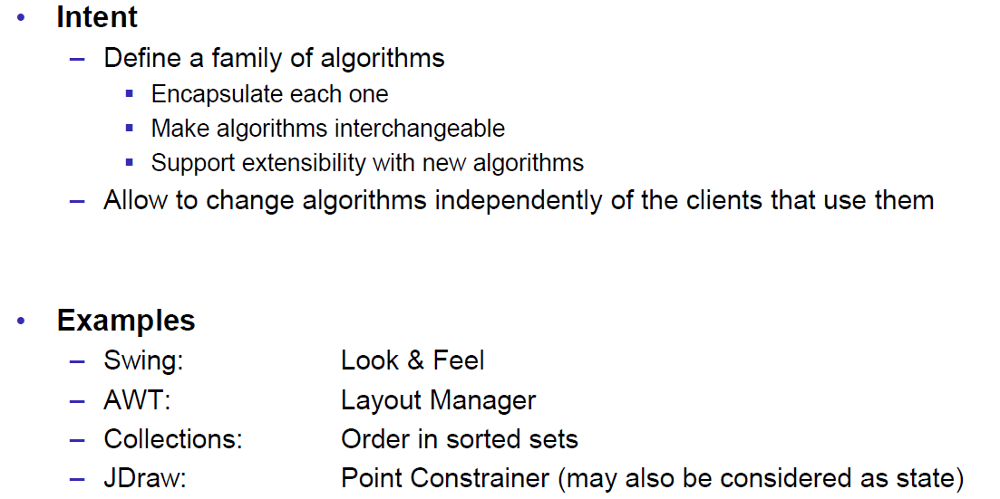 • Intent
– Define a family of algorithms
▪ Encapsulate each one
▪ Make algorithms interchangeable
▪ Support extensibility with new algorithms
– Allow to change algorithms independently of the clients that use them
• Examples
– Swing: Look & Feel
– AWT: Layout Manager
– Collections: Order in sorted sets
– JDraw: Point Constrainer (may also be considered as state)